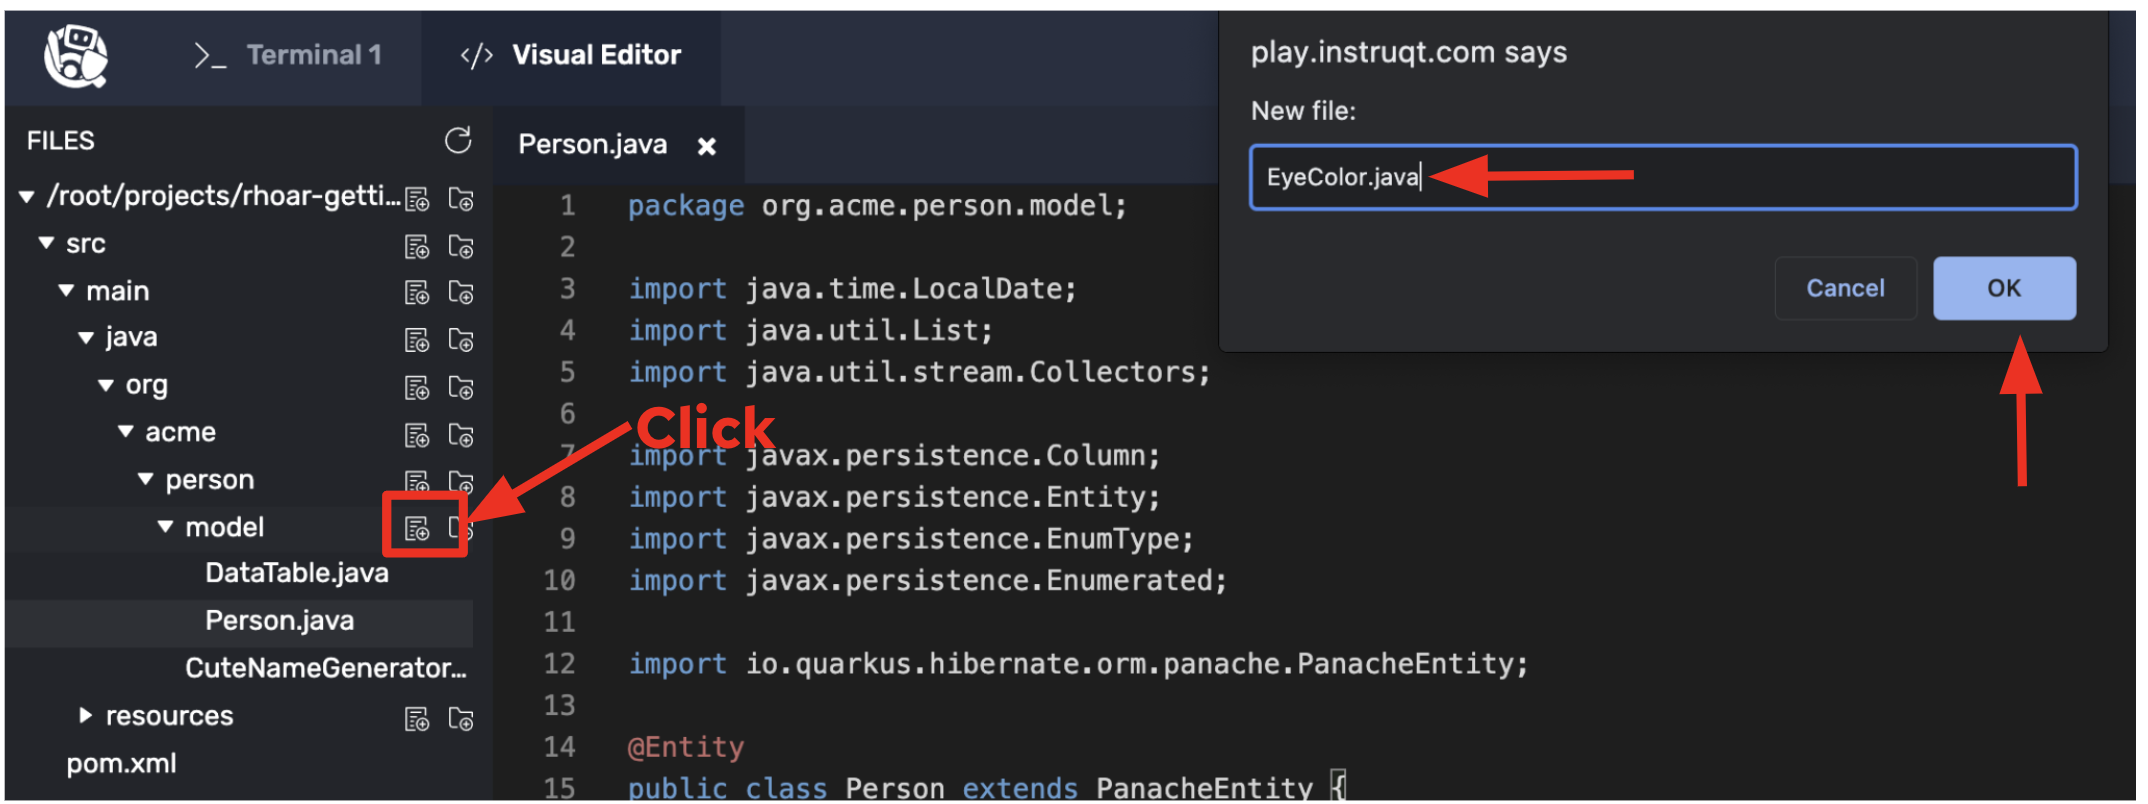 >_ Terminal 1
</> Visual Editor
play.instruqt.com says
New file:
EyeColor.java
Cancel
OK
FILES
/root/projects/rhoar-getti...
src
main
java
org
acme
person
model
DataTable.java
Person.java
CuteNameGenerator...
resources
pom.xml
Click
Person.java x
1 package org.acme.person.model;
2
3 import java.time.LocalDate;
4 import java.util.List;
5 import java.util.stream.Collectors;
6
7 import javax.persistence.Column;
8 import javax.persistence.Entity;
9 import javax.persistence.EnumType;
10 import javax.persistence.Enumerated;
11
12 import io.quarkus.hibernate.orm.panache.PanacheEntity;
13
14 @Entity
15 public class Person extends PanacheEntity {